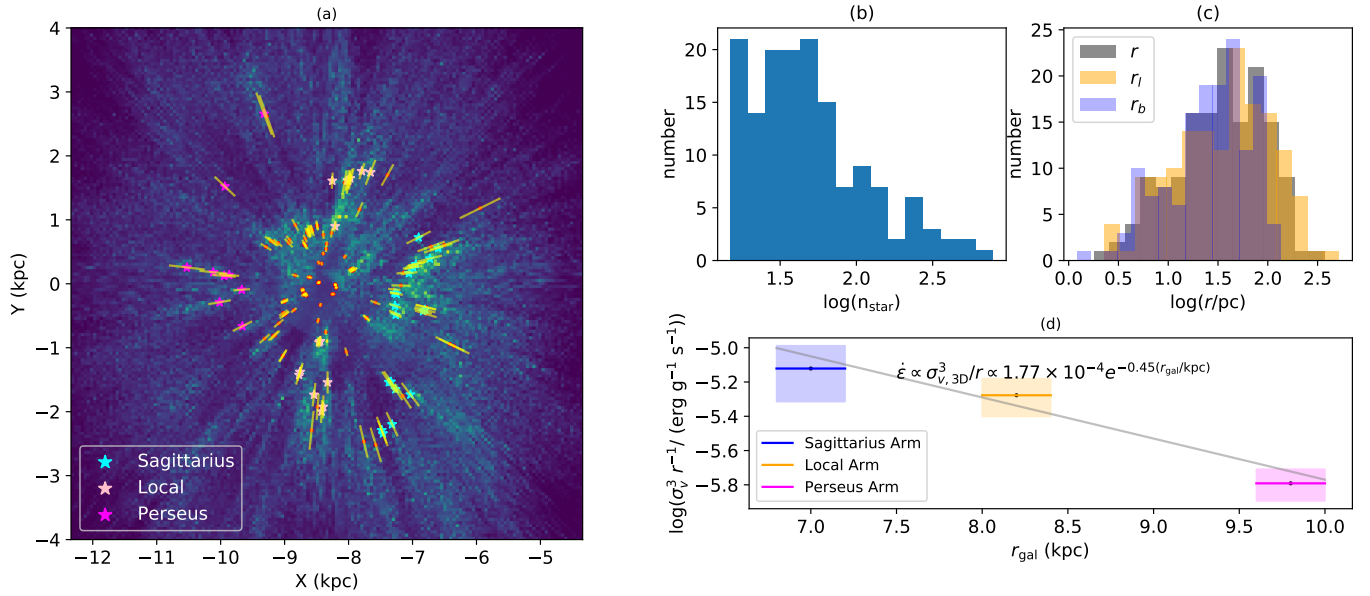 (a)
4
3
2
1
0
−1
−2
−3
−4
Y (kpc)
−12 −11 −10 −9 −8 −7 −6 −5
X (kpc)
Sagittarius
Local
Perseus
(b)
20
15
10
5
0
number
1.5 2.0 2.5
log(n_star)
(c)
25
20
15
10
5
0
number
0.0 0.5 1.0 1.5 2.0 2.5
log(r/pc)
r
r_l
r_b
(d)
−5.0
−5.2
−5.4
−5.6
−5.8
log(σ_v^3 r^−1/ (erg g^−1 s^−1))
ε̇ ∝ σ_{v, 3D}^3/r ∝ 1.77 × 10^−4 e^{−0.45(r_gal/kpc)}
Sagittarius Arm
Local Arm
Perseus Arm
7.0 7.5 8.0 8.5 9.0 9.5 10.0
r_gal (kpc)